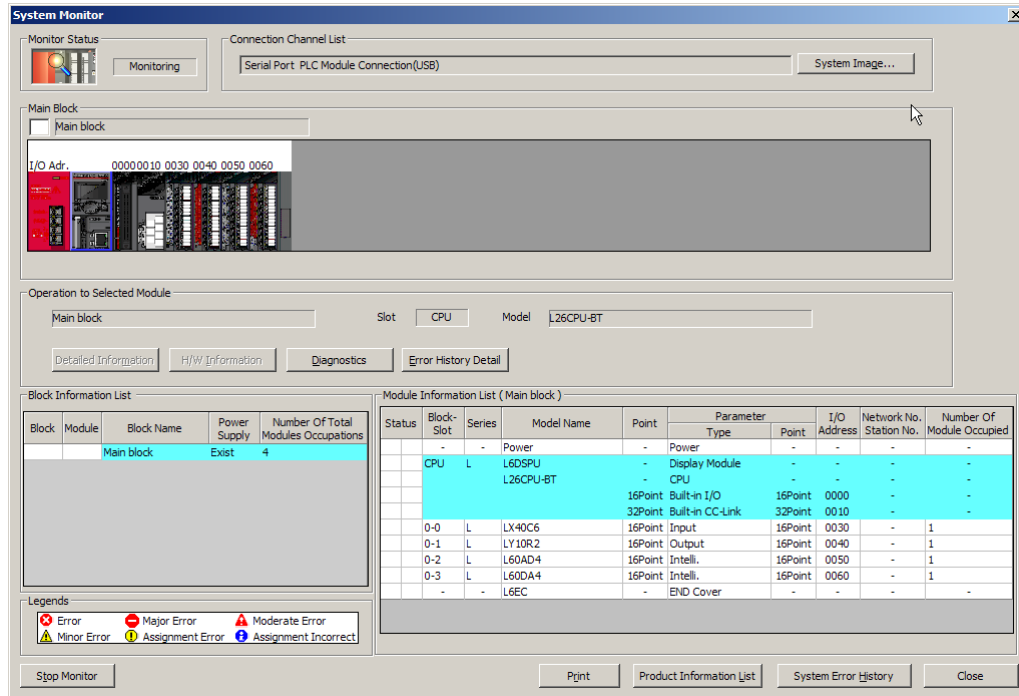 System Monitor
Monitor Status
Connection Channel List
Monitoring
Serial Port PLC Module Connection(USB)
System Image...
Main Block
Main block
I/O Adr. 00000010 0030 0040 0050 0060
Operation to Selected Module
Main block Slot CPU Model L26CPU-BT
Detailed Information H/W Information Diagnostics Error History Detail
Block Information List
Block Module Block Name Power Supply Number Of Total Modules Occupations
Main block Exist 4
Module Information List ( Main block )
Status Block-Slot Series Model Name Point Parameter Type Point I/O Address Network No. Station No. Number Of Module Occupied
- - Power - Power - - - -
CPU L L6DSPU - Display Module - - - -
L26CPU-BT - CPU - - - -
16Point Built-in I/O 16Point 0000 - -
32Point Built-in CC-Link 32Point 0010 - -
0-0 L LX40C6 16Point Input 16Point 0030 - 1
0-1 L LY10R2 16Point Output 16Point 0040 - 1
0-2 L L60AD4 16Point Intelli. 16Point 0050 - 1
0-3 L L60DA4 16Point Intelli. 16Point 0060 - 1
- - L6EC - END Cover - - - -
Legends
Error Major Error Moderate Error
Minor Error Assignment Error Assignment Incorrect
Stop Monitor Print Product Information List System Error History Close